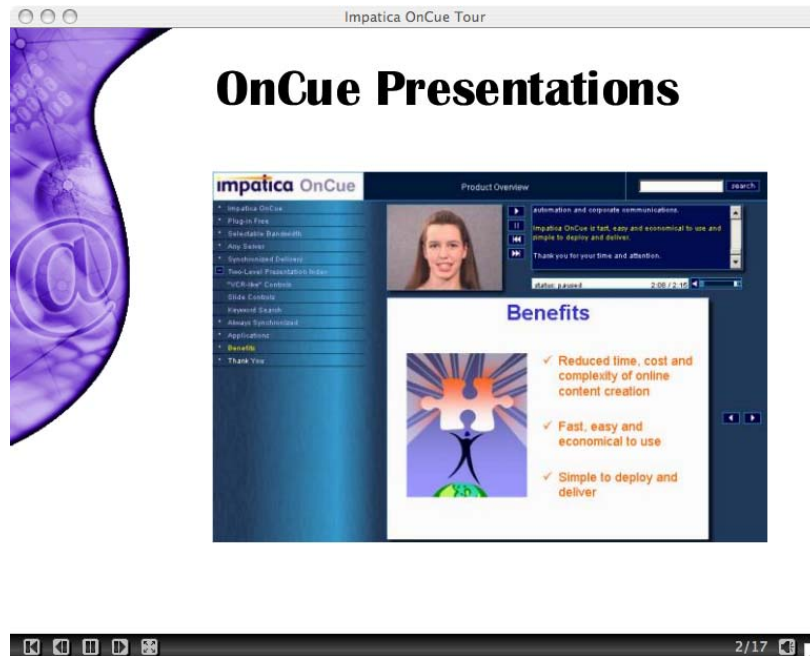 Impatica OnCue Tour
OnCue Presentations
impatica OnCue
Product Overview
search
Impatica OnCue
Plug-in Free
Selectable Bandwidth
Any Server
Synchronized Delivery
Two-Level Presentation Index
"VCR-like" Controls
Slide Controls
Keyword Search
Always Synchronized
Applications
Benefits
Thank You
automation and corporate communications.
Impatica OnCue is fast, easy and economical to use and
simple to deploy and deliver.
Thank you for your time and attention.
status: paused
2:08 / 2:16
Benefits
✓ Reduced time, cost and
complexity of online
content creation
✓ Fast, easy and
economical to use
✓ Simple to deploy and
deliver
2/17